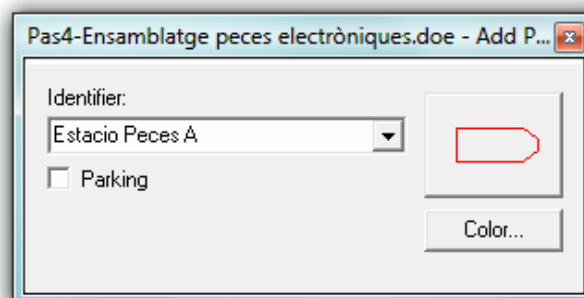 Pas4-Ensamblatge peces electròniques.doe - Add P...
Identifier:
Estacio Peces A
Parking
Color...